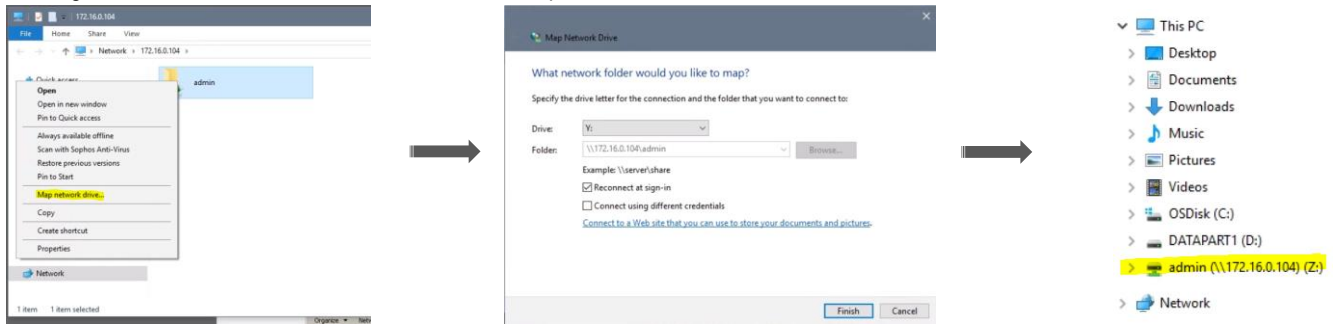 172.16.0.104
File Home Share View
Network › 172.16.0.104 ›
Quick access
admin
Open
Open in new window
Pin to Quick access
Always available offline
Scan with Sophos Anti-Virus
Restore previous versions
Pin to Start
Map network drive...
Copy
Create shortcut
Properties
Network
1 item 1 item selected
Organize
Map Network Drive
What network folder would you like to map?
Specify the drive letter for the connection and the folder that you want to connect to:
Drive: Y:
Folder: \\172.16.0.104\admin Browse...
Example: \\server\share
Reconnect at sign-in
Connect using different credentials
Connect to a Web site that you can use to store your documents and pictures.
Finish Cancel
This PC
Desktop
Documents
Downloads
Music
Pictures
Videos
OSDisk (C:)
DATAPART1 (D:)
admin (\\172.16.0.104) (Z:)
Network